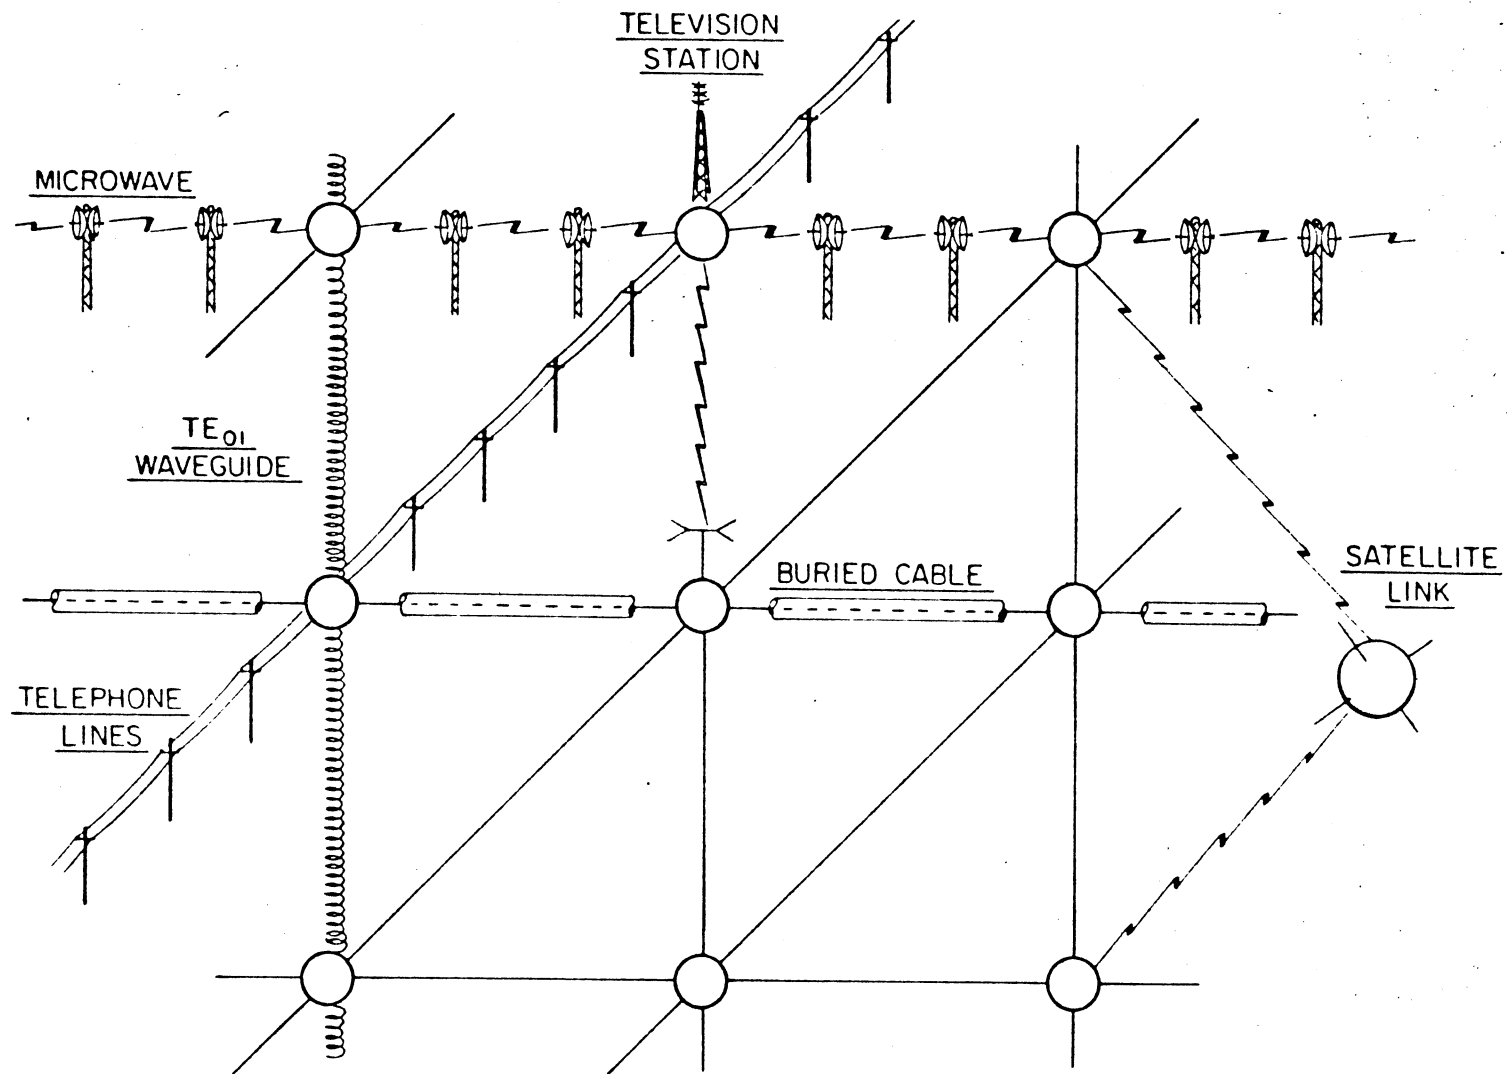 TELEVISION
STATION
MICROWAVE
TE01
WAVEGUIDE
BURIED CABLE
SATELLITE
LINK
TELEPHONE
LINES